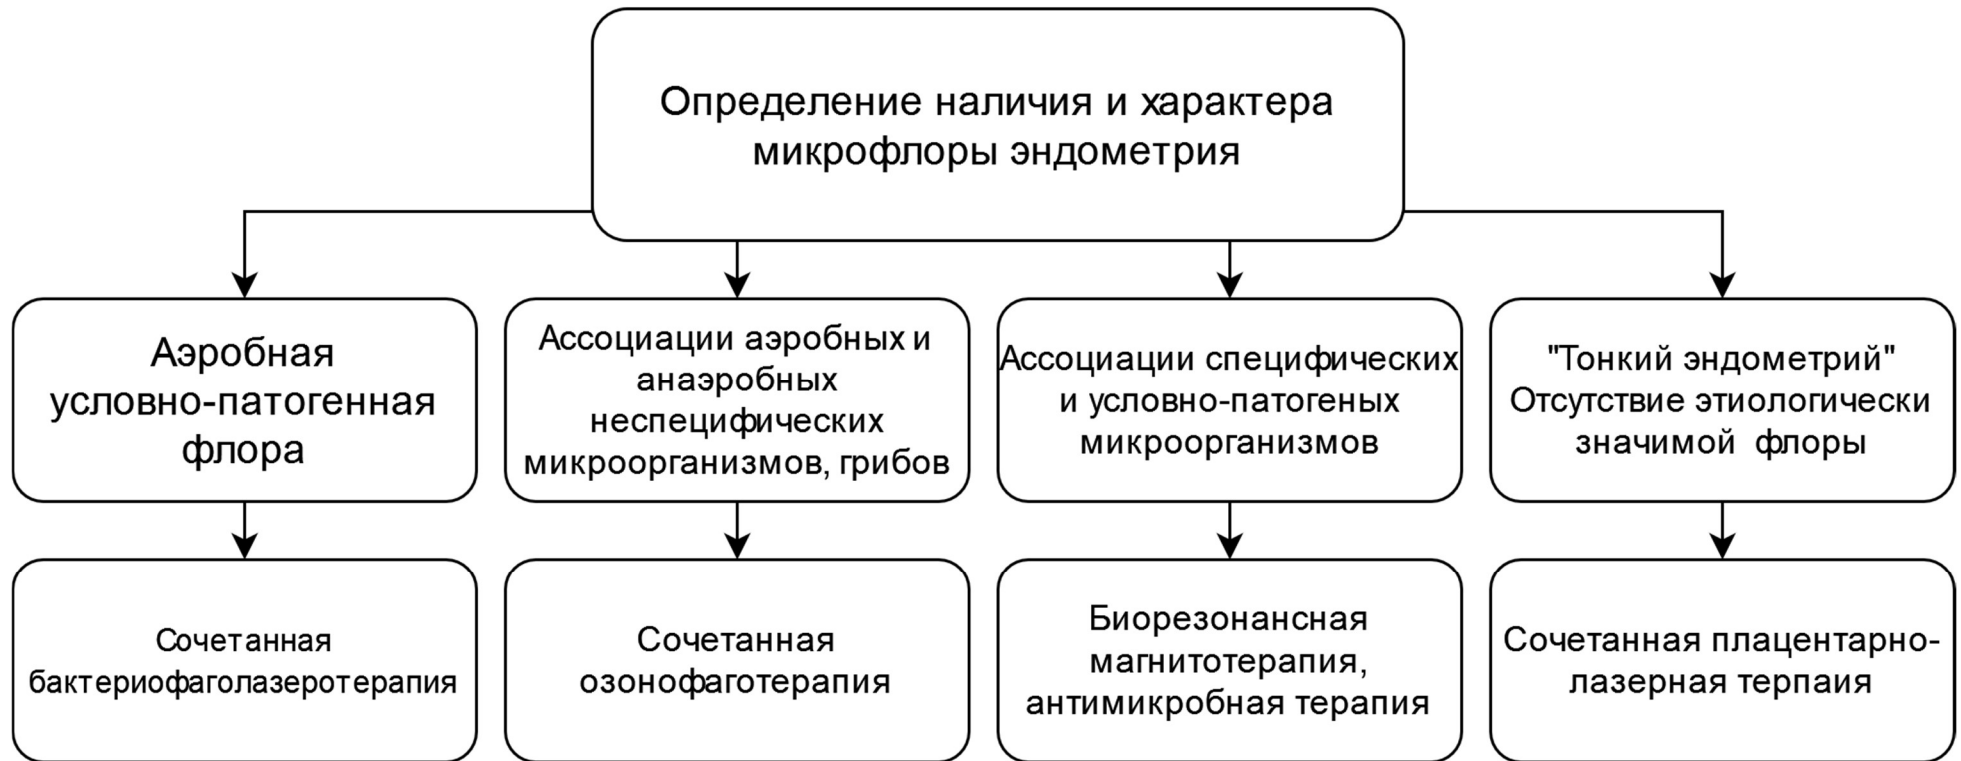 Определение наличия и характера
микрофлоры эндометрия
Аэробная
условно-патогенная
флора
Ассоциации аэробных и
анаэробных
неспецифических
микроорганизмов, грибов
Ассоциации специфических
и условно-патогеных
микроорганизмов
"Тонкий эндометрий"
Отсутствие этиологически
значимой флоры
Сочетанная
бактериофаголазеротерапия
Сочетанная
озонофаготерапия
Биорезонансная
магнитотерапия,
антимикробная терапия
Сочетанная плацентарно-
лазерная терпаия